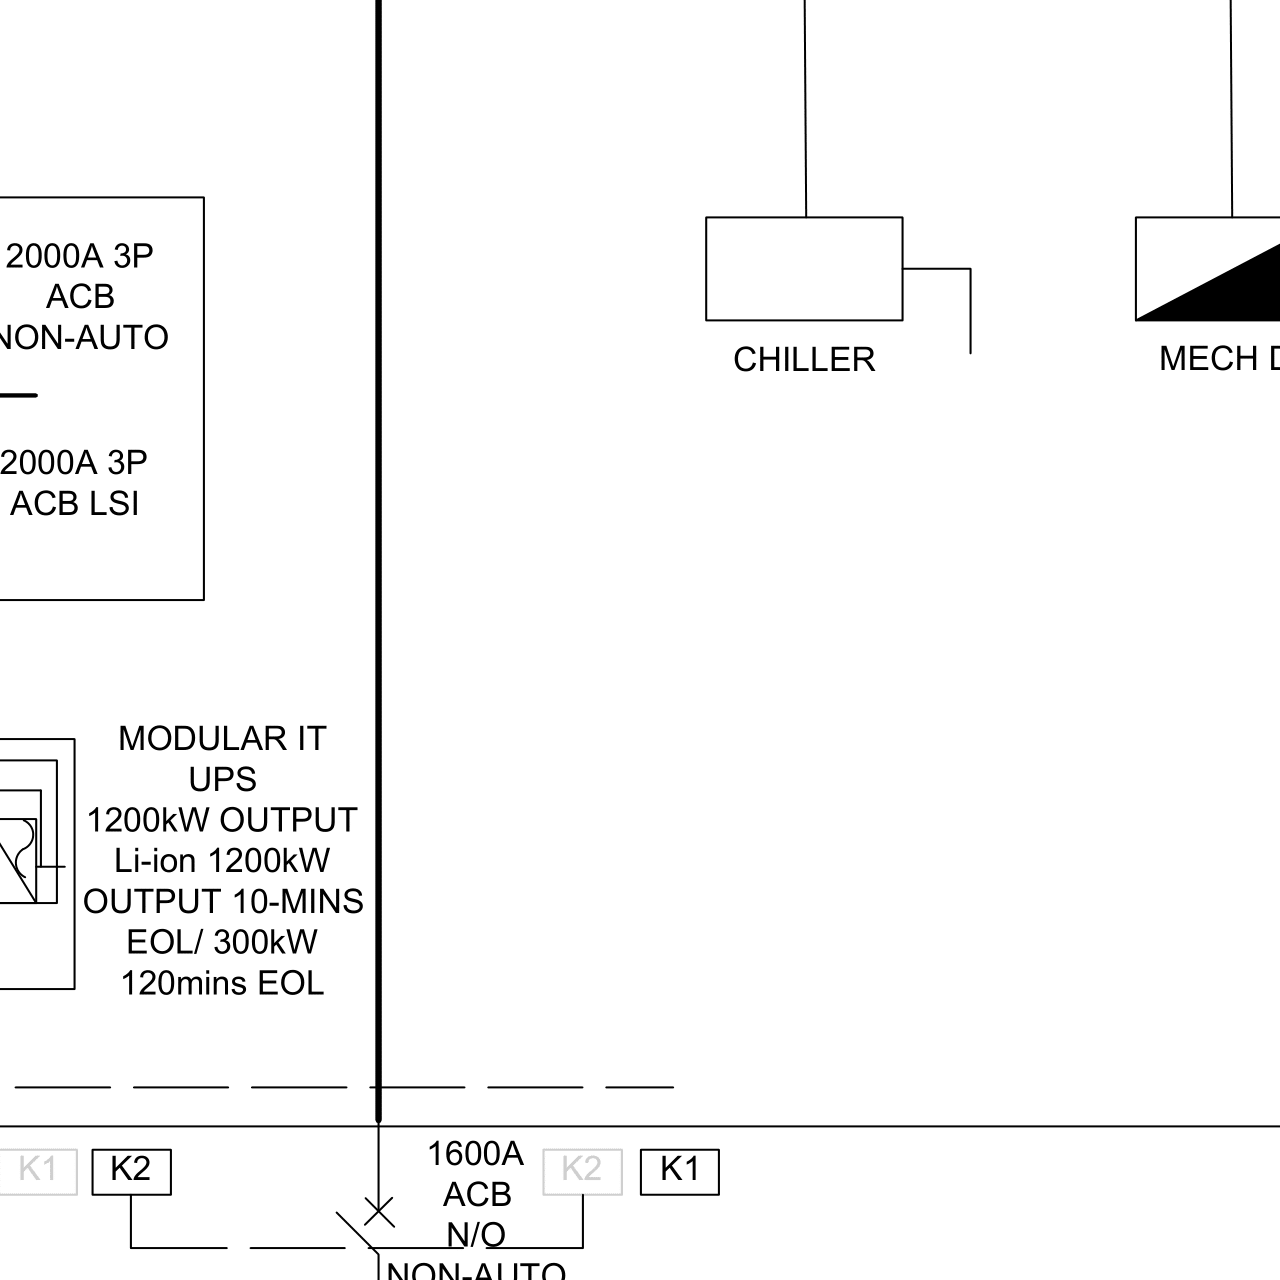 2000A 3P
ACB
NON-AUTO
2000A 3P
ACB LSI
CHILLER
MECH
MODULAR IT
UPS
1200kW OUTPUT
Li-ion 1200kW
OUTPUT 10-MINS
EOL/ 300kW
120mins EOL
K1
K2
1600A
ACB
N/O
NON-AUTO
K2
K1